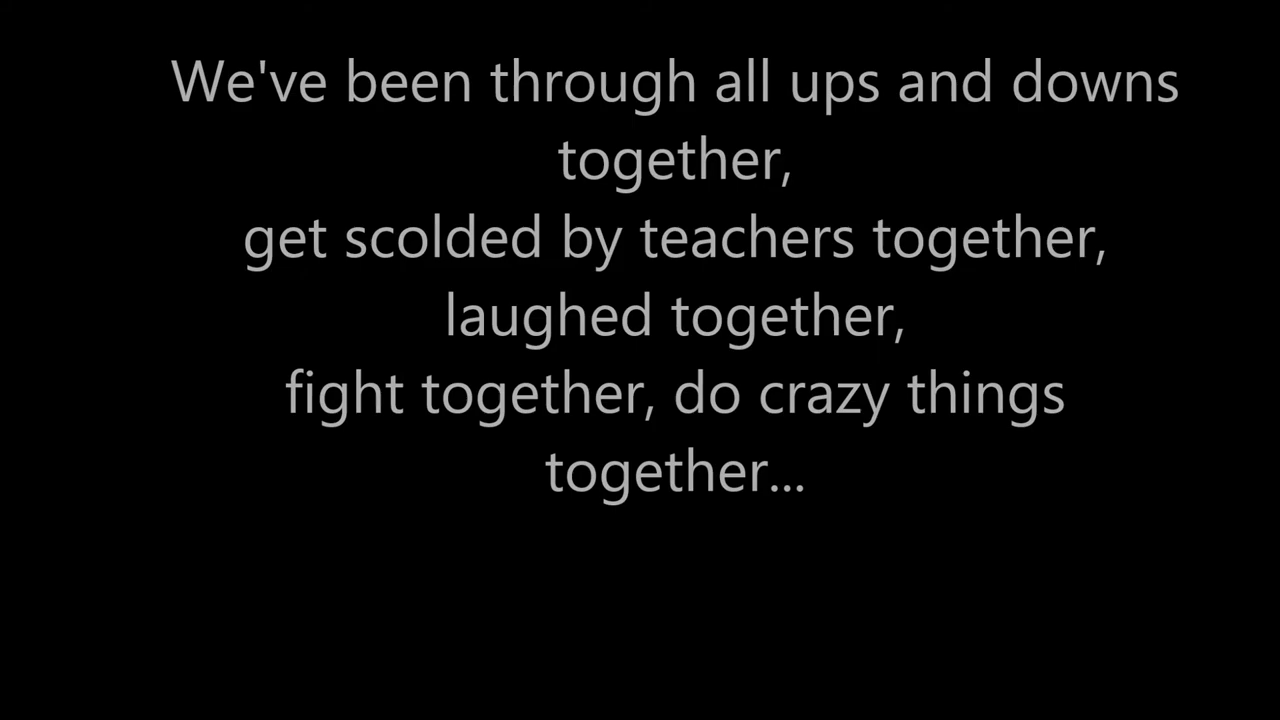 We've been through all ups and downs
together,
get scolded by teachers together,
laughed together,
fight together, do crazy things
together...